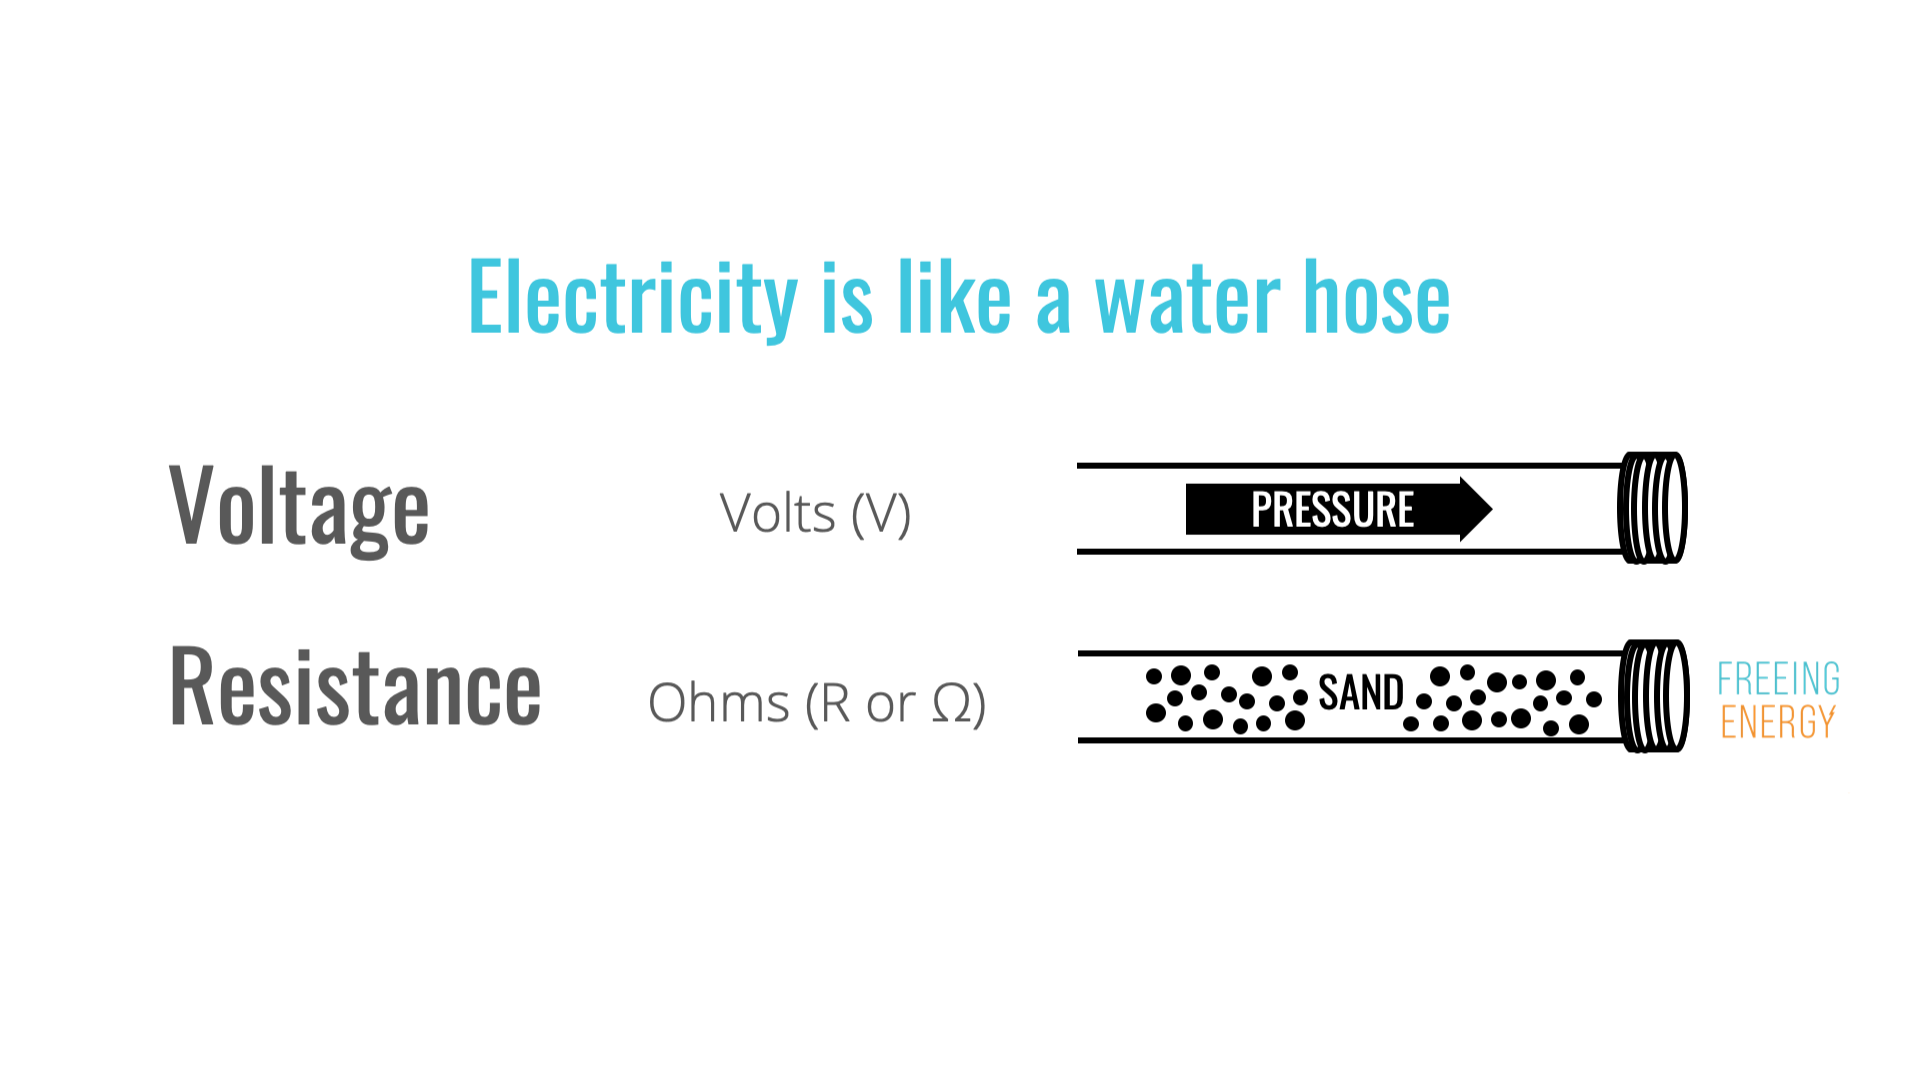 Electricity is like a water hose
Voltage
Volts (V)
PRESSURE
Resistance
Ohms (R or Ω)
SAND
FREEING
ENERGY